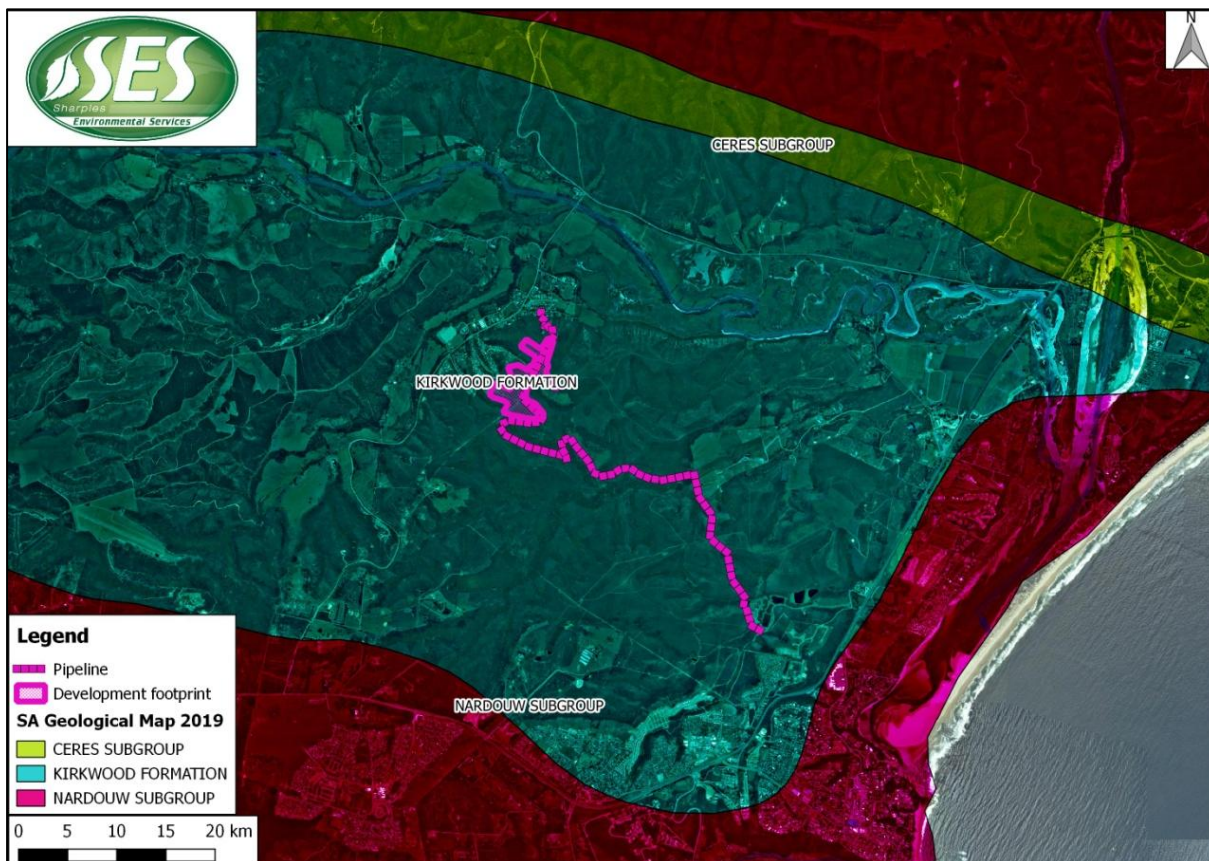 SES
Sharples
Environmental Services
N
CERES SUBGROUP
KIRKWOOD FORMATION
NARDOUW SUBGROUP
Legend
Pipeline
Development footprint
SA Geological Map 2019
CERES SUBGROUP
KIRKWOOD FORMATION
NARDOUW SUBGROUP
0 5 10 15 20 km